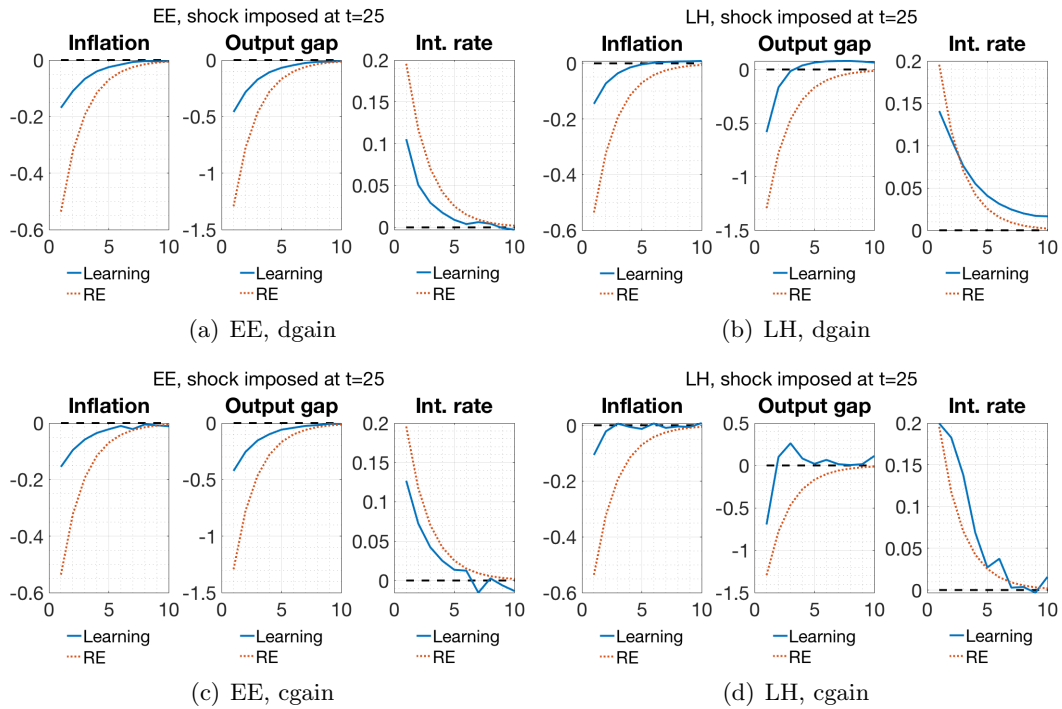 EE, shock imposed at t=25
Inflation
Output gap
Int. rate
0
-0.2
-0.4
-0.6
0 5 10
0
-0.5
-1
-1.5
0 5 10
0.2
0.15
0.1
0.05
0
0 5 10
Learning
RE
Learning
RE
Learning
RE
(a) EE, dgain
LH, shock imposed at t=25
Inflation
Output gap
Int. rate
0
-0.2
-0.4
-0.6
0 5 10
0
-0.5
-1
-1.5
0 5 10
0.2
0.15
0.1
0.05
0
0 5 10
Learning
RE
Learning
RE
Learning
RE
(b) LH, dgain
EE, shock imposed at t=25
Inflation
Output gap
Int. rate
0
-0.2
-0.4
-0.6
0 5 10
0
-0.5
-1
-1.5
0 5 10
0.2
0.15
0.1
0.05
0
0 5 10
Learning
RE
Learning
RE
Learning
RE
(c) EE, cgain
LH, shock imposed at t=25
Inflation
Output gap
Int. rate
0
-0.2
-0.4
-0.6
0 5 10
0.5
0
-0.5
-1
-1.5
0 5 10
0.2
0.15
0.1
0.05
0
0 5 10
Learning
RE
Learning
RE
Learning
RE
(d) LH, cgain